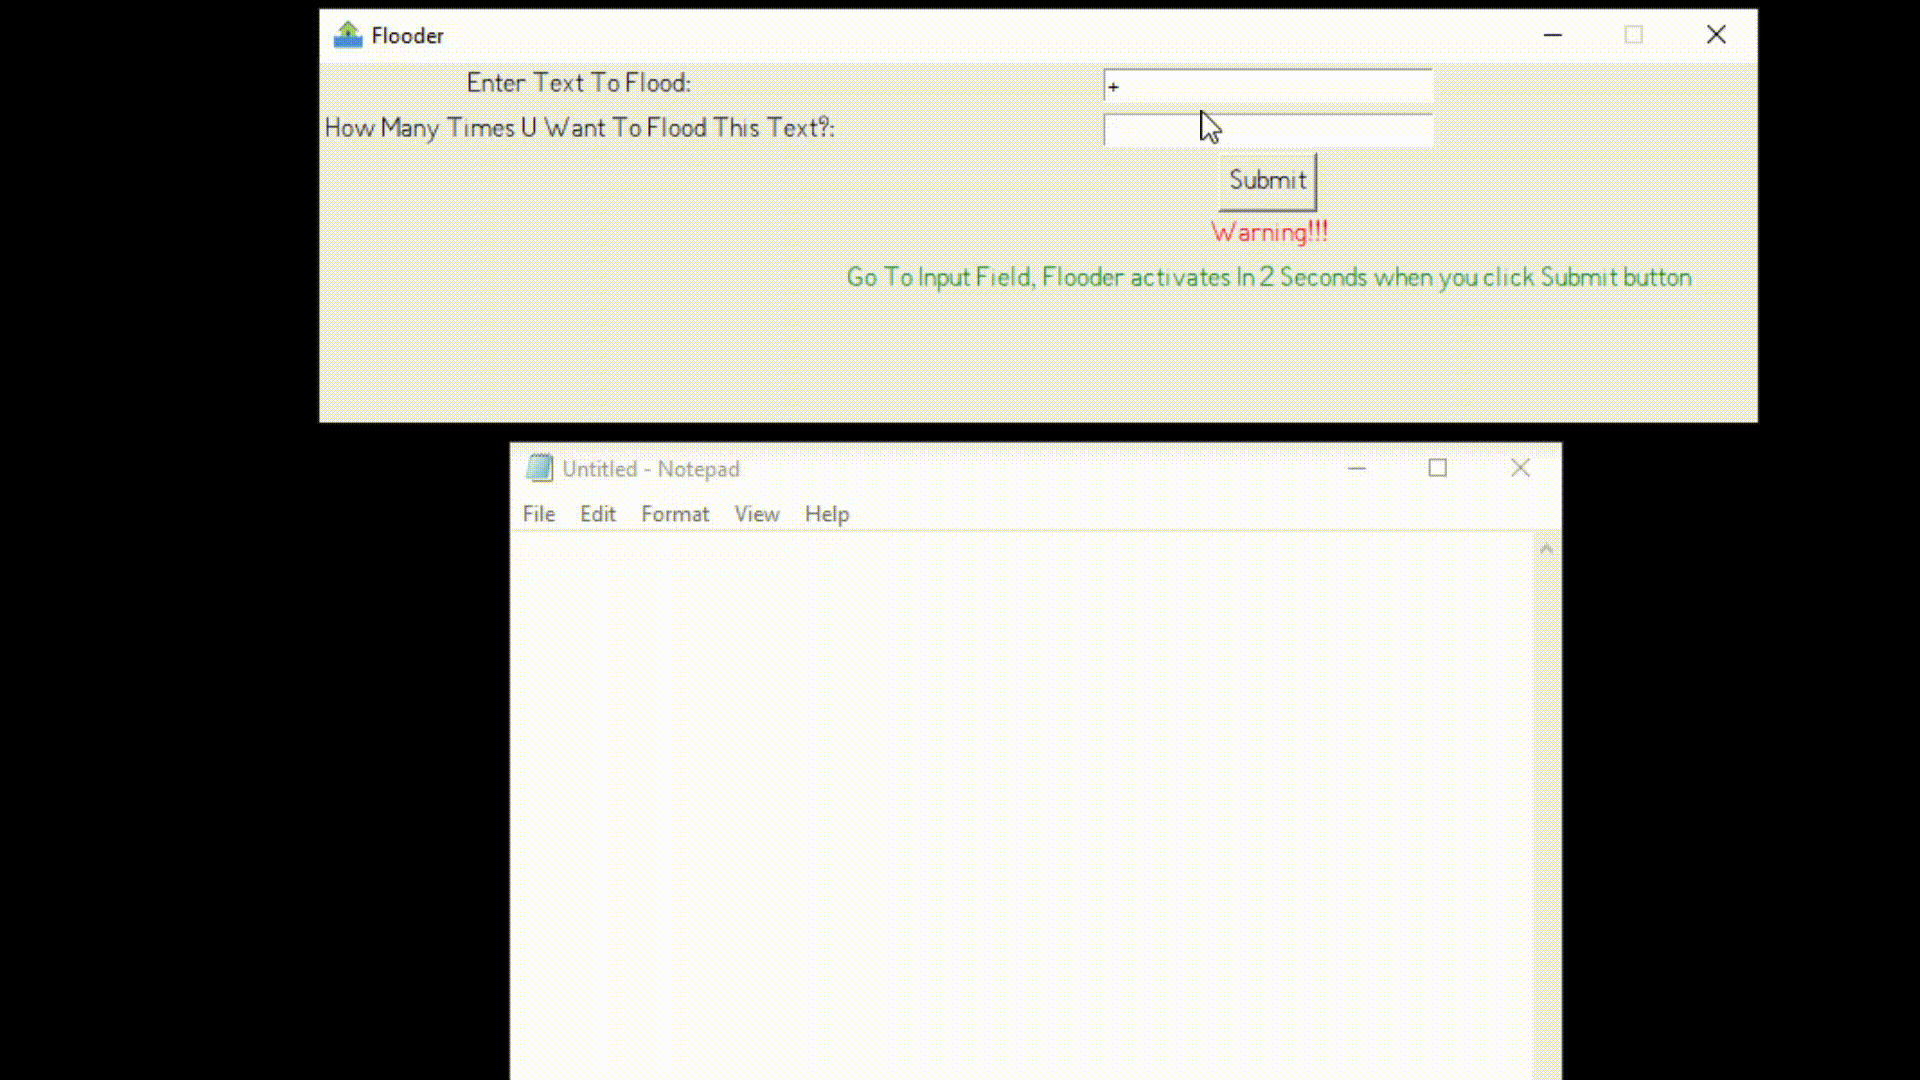 Flooder
Enter Text To Flood:
+
How Many Times U Want To Flood This Text?:
Submit
Warning!!!
Go To Input Field, Flooder activates In 2 Seconds when you click Submit button
Untitled - Notepad
File Edit Format View Help